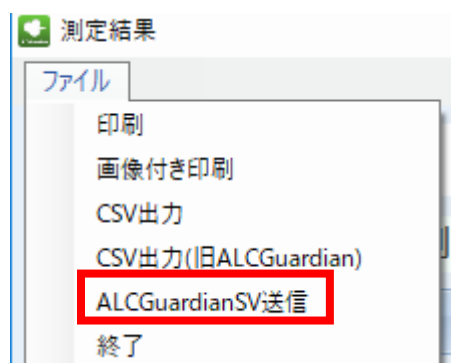 測定結果
ファイル
印刷
画像付き印刷
CSV出力
CSV出力(旧ALCGuardian)
ALCGuardianSV送信
終了